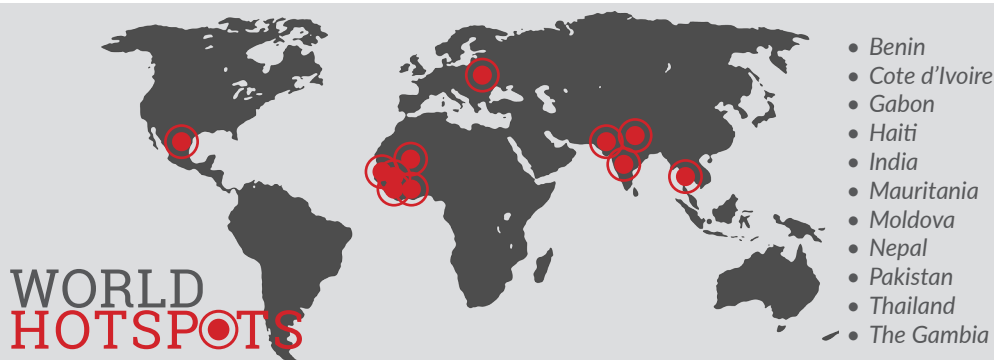 WORLD
HOTSPOTS
Benin
Cote d'Ivoire
Gabon
Haiti
India
Mauritania
Moldova
Nepal
Pakistan
Thailand
The Gambia